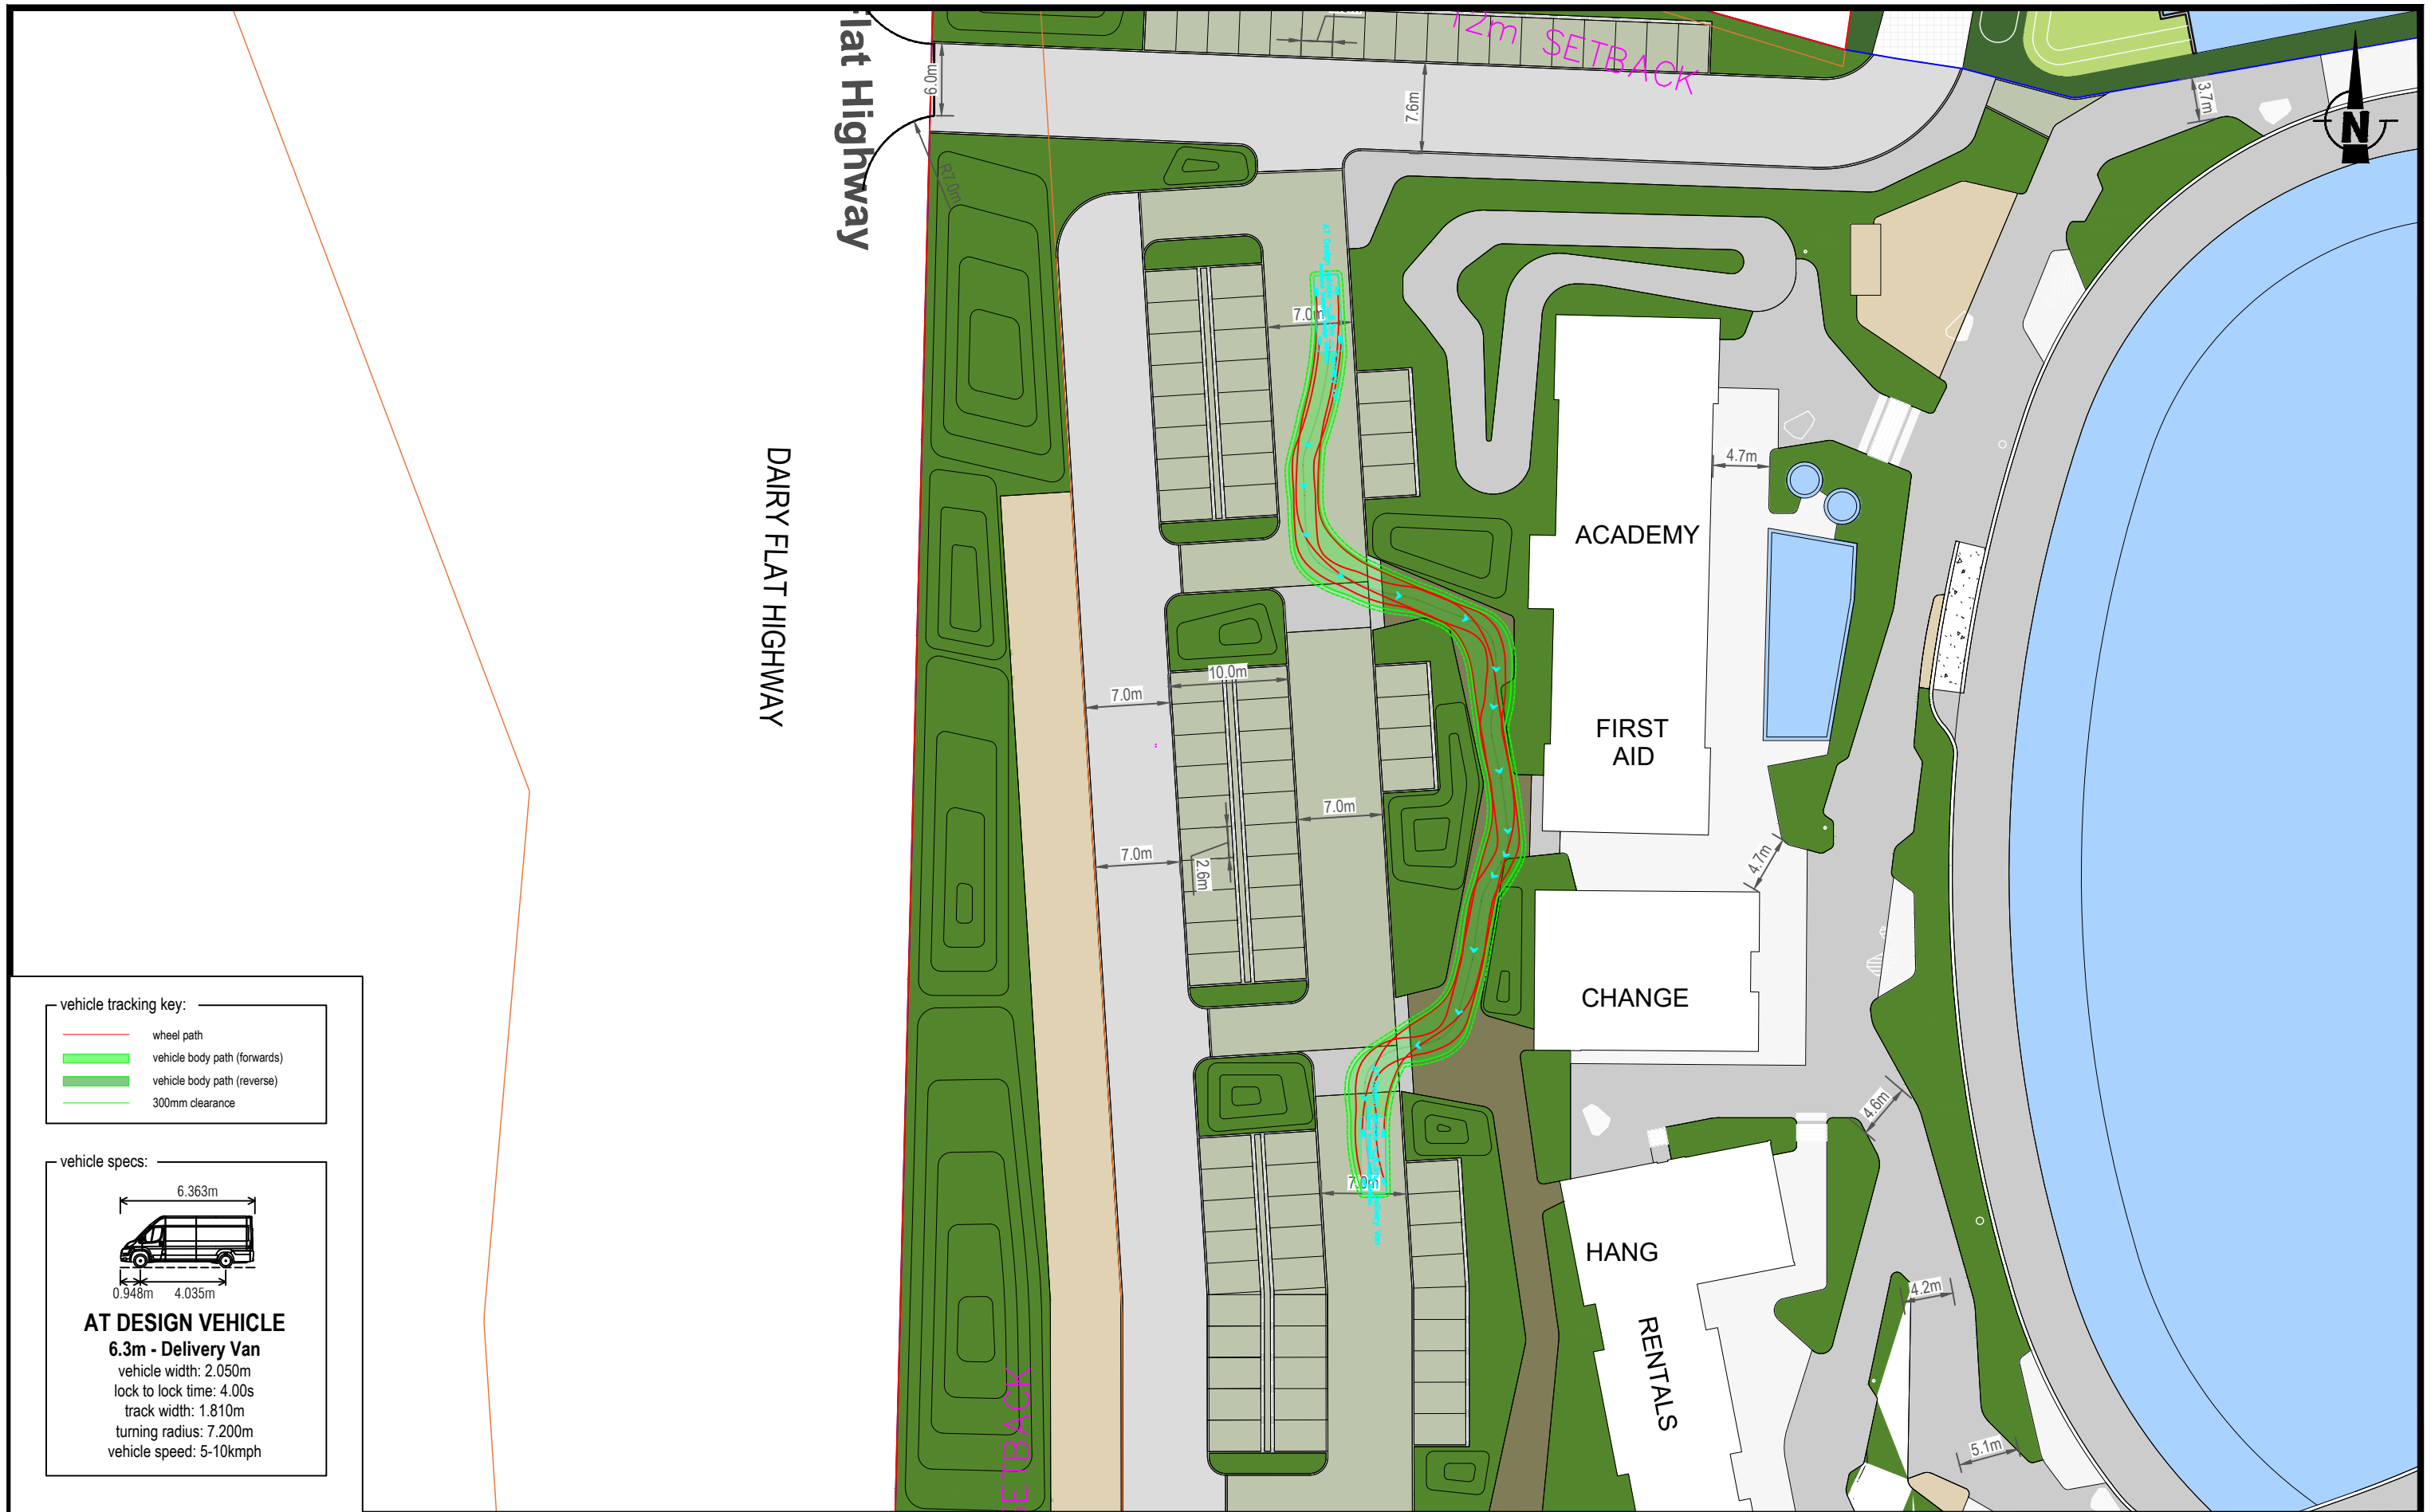 Flat Highway
6.0m
R7.0m
12m SETBACK
7.6m
3.7m
N
7.0m
4.7m
ACADEMY
DAIRY FLAT HIGHWAY
10.0m
7.0m
FIRST
AID
7.0m
7.0m
2.6m
4.7m
CHANGE
4.6m
7.0m
HANG
4.2m
RENTALS
SETBACK
5.1m
vehicle tracking key:
wheel path
vehicle body path (forwards)
vehicle body path (reverse)
300mm clearance
vehicle specs:
6.363m
0.948m 4.035m
AT DESIGN VEHICLE
6.3m - Delivery Van
vehicle width: 2.050m
lock to lock time: 4.00s
track width: 1.810m
turning radius: 7.200m
vehicle speed: 5-10kmph